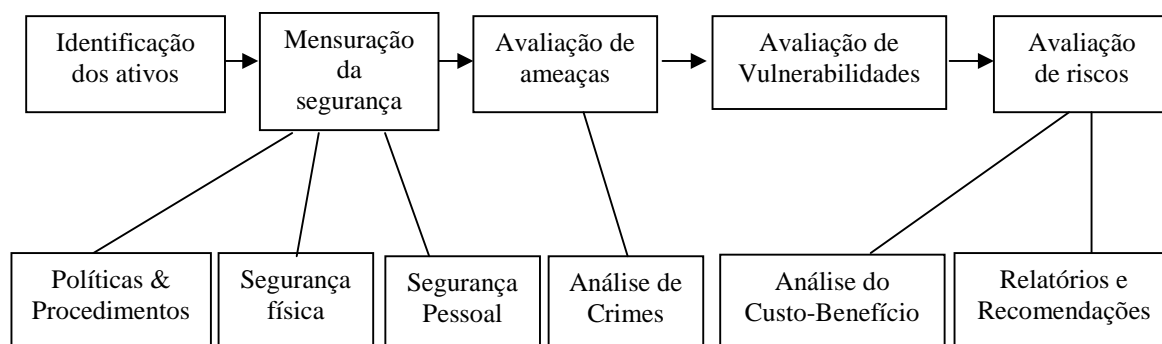 Identificação
dos ativos
Mensuração
da
segurança
Avaliação de
ameaças
Avaliação de
Vulnerabilidades
Avaliação
de riscos
Políticas &
Procedimentos
Segurança
física
Segurança
Pessoal
Análise de
Crimes
Análise do
Custo-Benefício
Relatórios e
Recomendações